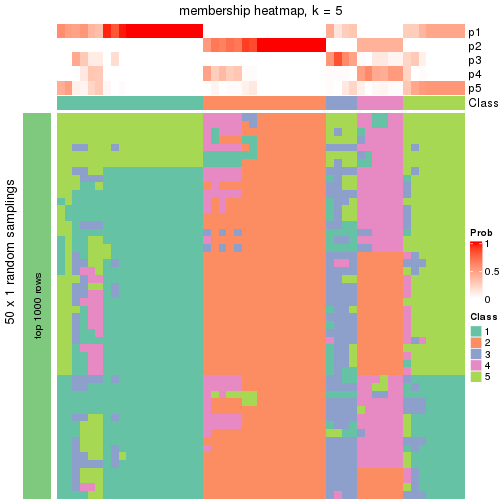 membership heatmap, k = 5
p1
p2
p3
p4
p5
Class
50 x 1 random samplings
top 1000 rows
Prob
1
0.5
0
Class
1
2
3
4
5